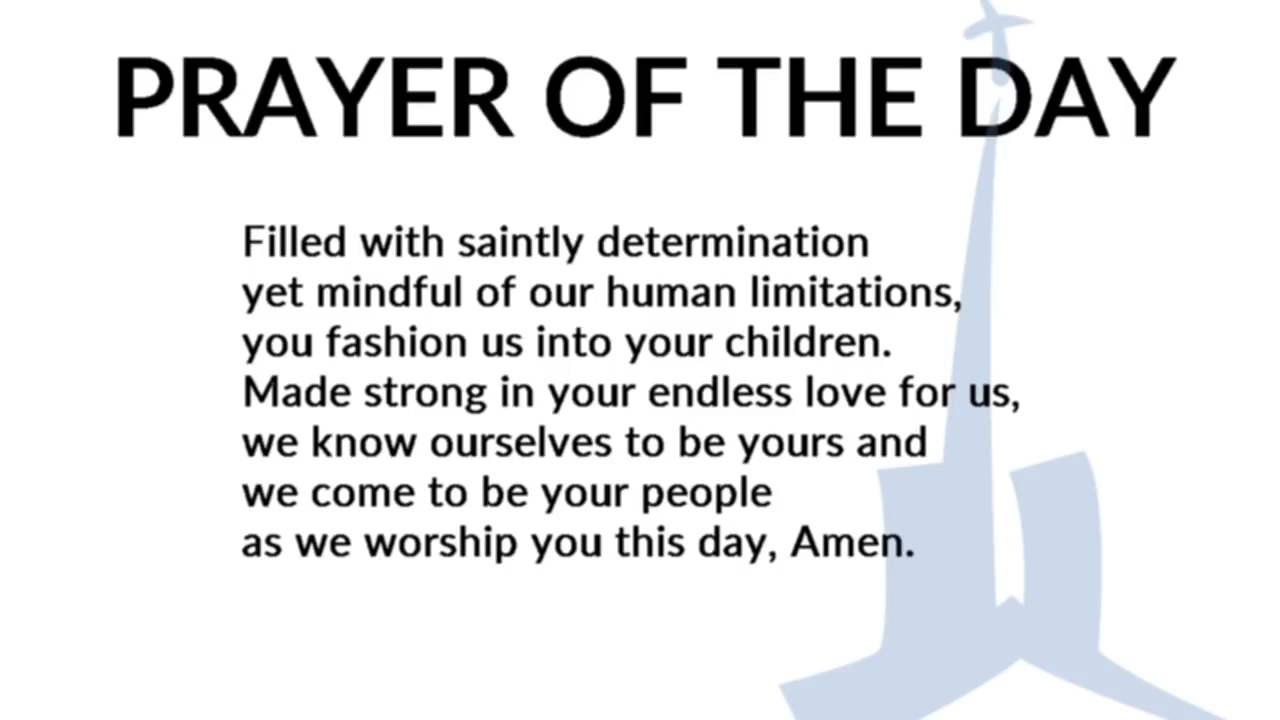 PRAYER OF THE DAY
Filled with saintly determination
yet mindful of our human limitations,
you fashion us into your children.
Made strong in your endless love for us,
we know ourselves to be yours and
we come to be your people
as we worship you this day, Amen.